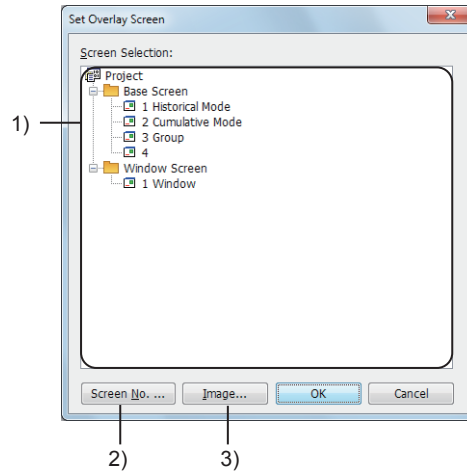 Set Overlay Screen
x
Screen Selection:
Project
Base Screen
1 Historical Mode
1)
2 Cumulative Mode
3 Group
4
Window Screen
1 Window
Screen No. ...
Image...
OK
Cancel
2)
3)